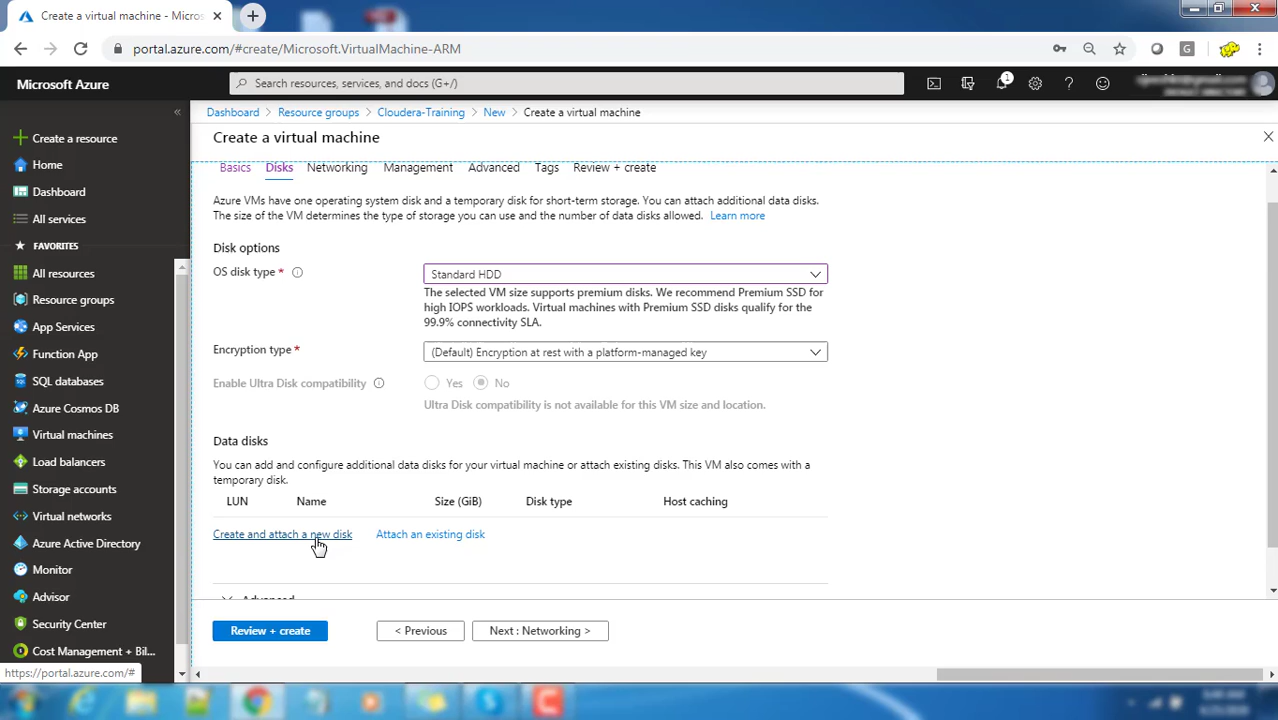 Create a virtual machine - Micros
portal.azure.com/#create/Microsoft.VirtualMachine-ARM
Microsoft Azure
Search resources, services, and docs (G+/)
1
Dashboard
Resource groups
Cloudera-Training
New
Create a virtual machine
Create a virtual machine
Create a resource
Home
Dashboard
All services
FAVORITES
All resources
Resource groups
App Services
Function App
SQL databases
Azure Cosmos DB
Virtual machines
Load balancers
Storage accounts
Virtual networks
Azure Active Directory
Monitor
Advisor
Security Center
Cost Management + Bil...
https://portal.azure.com/#
Basics Disks Networking Management Advanced Tags Review + create
Azure VMs have one operating system disk and a temporary disk for short-term storage. You can attach additional data disks.
The size of the VM determines the type of storage you can use and the number of data disks allowed. Learn more
Disk options
OS disk type * Standard HDD
The selected VM size supports premium disks. We recommend Premium SSD for
high IOPS workloads. Virtual machines with Premium SSD disks qualify for the
99.9% connectivity SLA.
Encryption type * (Default) Encryption at rest with a platform-managed key
Enable Ultra Disk compatibility Yes No
Ultra Disk compatibility is not available for this VM size and location.
Data disks
You can add and configure additional data disks for your virtual machine or attach existing disks. This VM also comes with a
temporary disk.
LUN Name Size (GiB) Disk type Host caching
Create and attach a new disk Attach an existing disk
Advanced
Review + create < Previous Next : Networking >